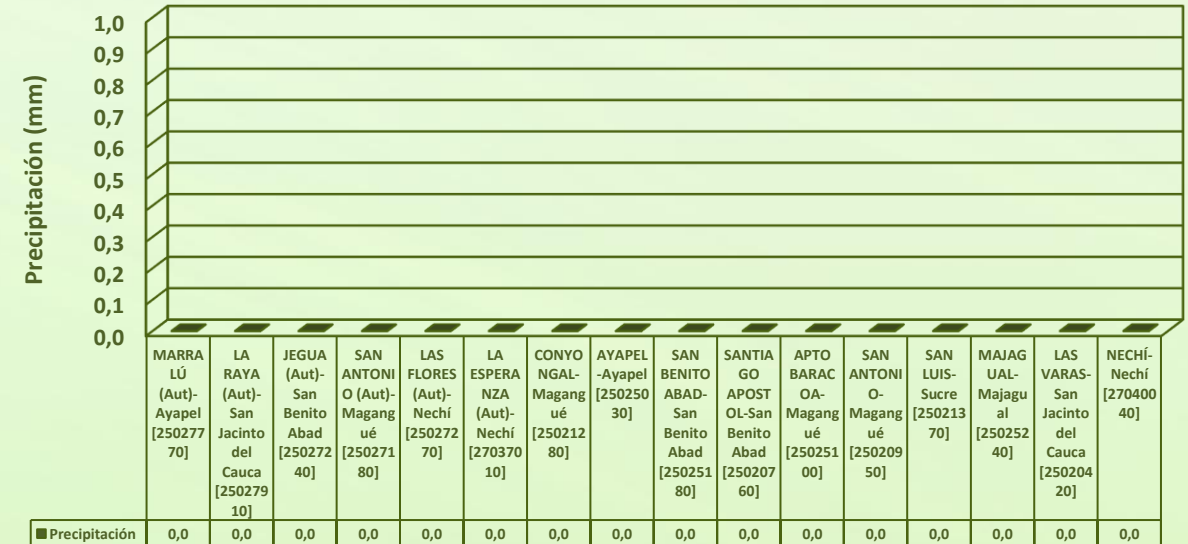 Precipitación (mm)
1,0
0,9
0,8
0,7
0,6
0,5
0,4
0,3
0,2
0,1
0,0
MARRA
LÚ
(Aut)-
Ayapel
[250277
70]
LA
RAYA
(Aut)-
San
Jacinto
del
Cauca
[250279
10]
JEGUA
(Aut)-
San
Benito
Abad
[250272
40]
SAN
ANTONI
O (Aut)-
Magang
ué
[250271
80]
LAS
FLORES
(Aut)-
Nechí
[250272
70]
LA
ESPERA
NZA
(Aut)-
Nechí
[270370
10]
CONYO
NGAL-
Magang
ué
[250212
80]
AYAPEL
-Ayapel
[250250
30]
SAN
BENITO
ABAD-
San
Benito
Abad
[250251
80]
SANTIA
GO
APOST
OL-San
Benito
Abad
[250207
60]
APTO
BARAC
OA-
Magang
ué
[250251
00]
SAN
ANTONI
O-
Magang
ué
[250209
50]
SAN
LUIS-
Sucre
[250213
70]
MAJAG
UAL-
Majagu
al
[250252
40]
LAS
VARAS-
San
Jacinto
del
Cauca
[250204
20]
NECHÍ-
Nechí
[270400
40]
Precipitación 0,0 0,0 0,0 0,0 0,0 0,0 0,0 0,0 0,0 0,0 0,0 0,0 0,0 0,0 0,0 0,0